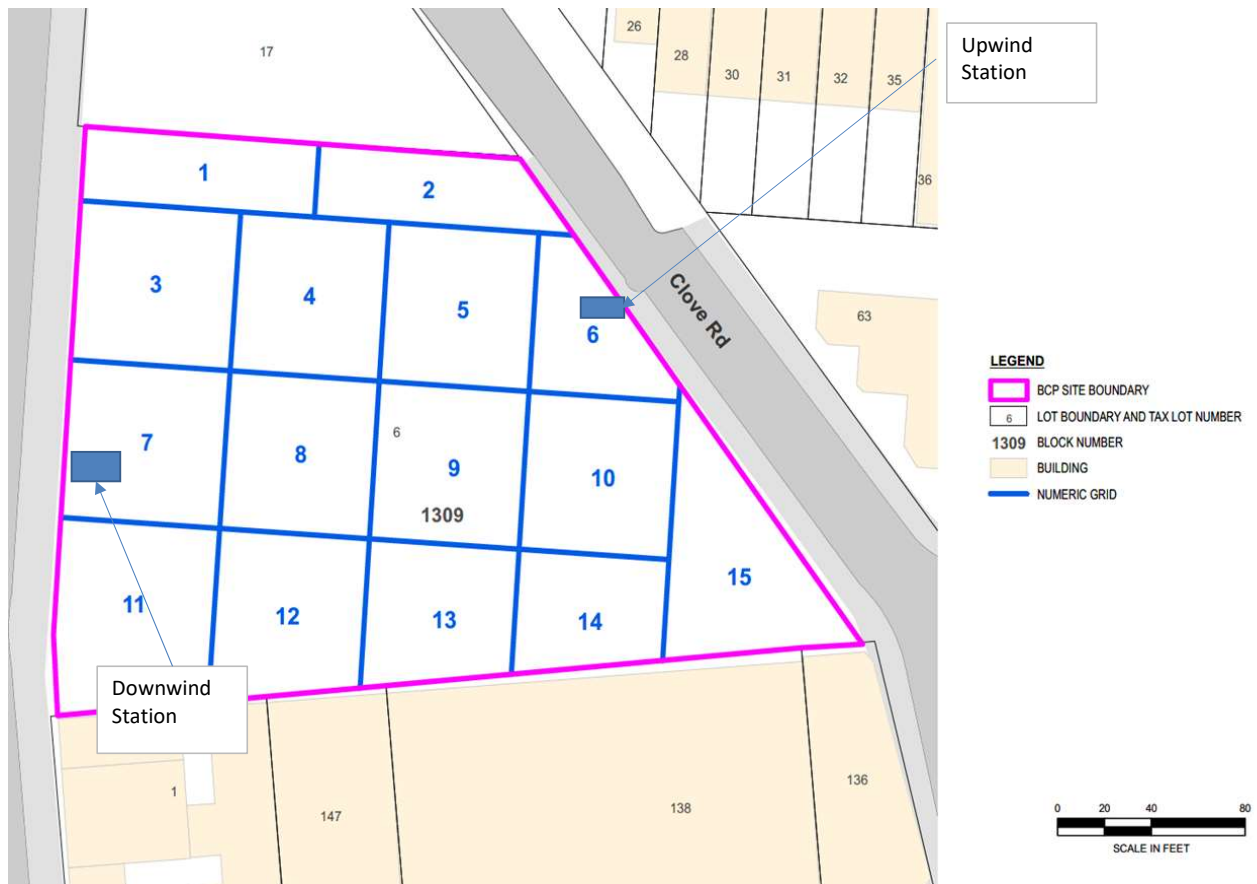 Upwind
Station
17
26
28
30
31
32
35
36
1
2
3
4
5
6
Clove Rd
63
7
8
6
9
10
1309
11
12
13
14
15
Downwind
Station
1
147
138
136
LEGEND
BCP SITE BOUNDARY
6 LOT BOUNDARY AND TAX LOT NUMBER
1309 BLOCK NUMBER
BUILDING
NUMERIC GRID
0 20 40 80
SCALE IN FEET